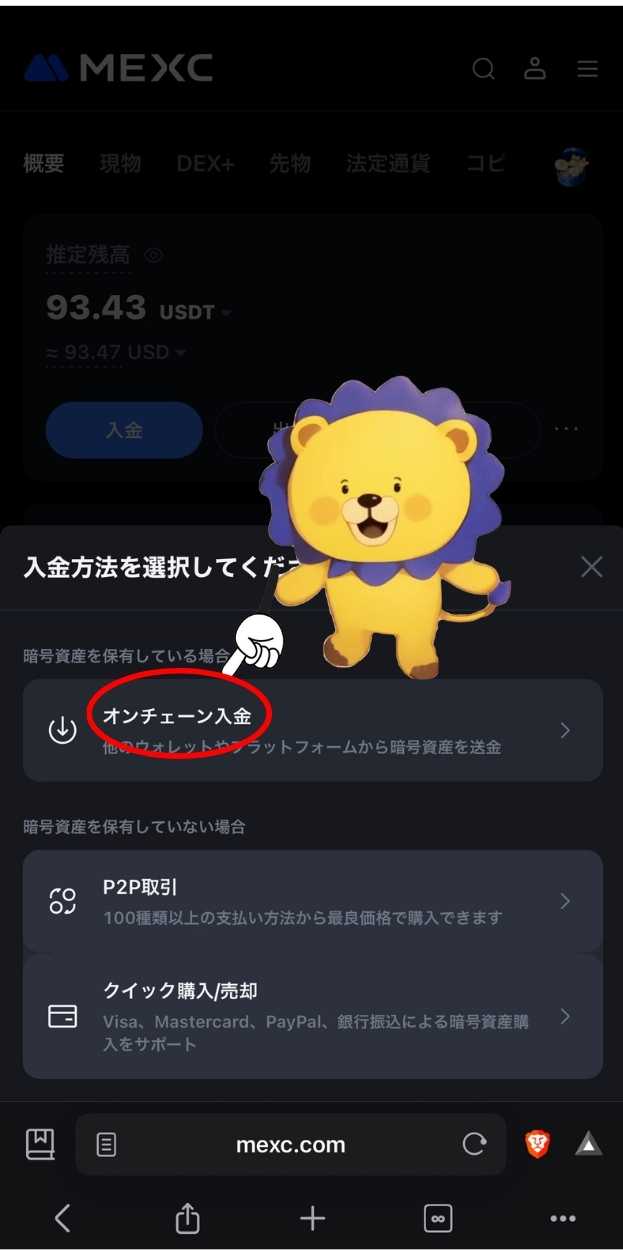 MEXC
概要 現物 DEX+ 先物 法定通貨 コピ
推定残高
93.43 USDT
≈ 93.47 USD
入金
入金方法を選択してくだ
暗号資産を保有している場合
オンチェーン入金
他のウォレットやプラットフォームから暗号資産を送金
暗号資産を保有していない場合
P2P取引
100種類以上の支払い方法から最良価格で購入できます
クイック購入/売却
Visa、Mastercard、PayPal、銀行振込による暗号資産購
入をサポート
mexc.com